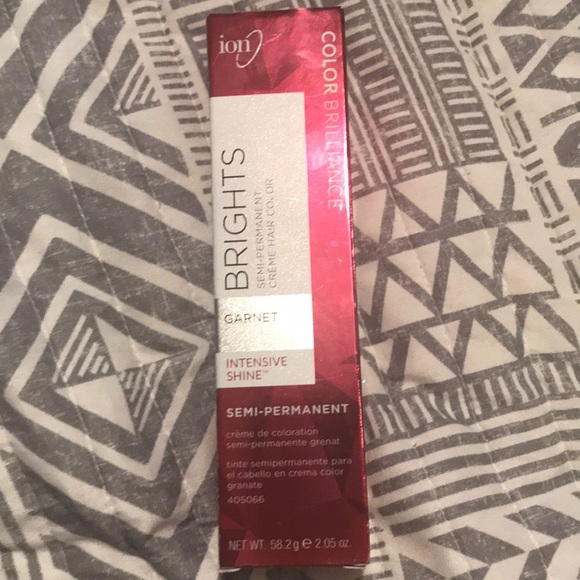 ion
COLOR BRILLIANCE
BRIGHTS
SEMI-PERMANENT
CRÈME HAIR COLOR
GARNET
INTENSIVE
SHINE™
SEMI-PERMANENT
crème de coloration
semi-permanente grenat
tinte semipermanente para
el cabello en crema color
granate
405066
NET WT. 58.2g ℮ 2.05 oz.